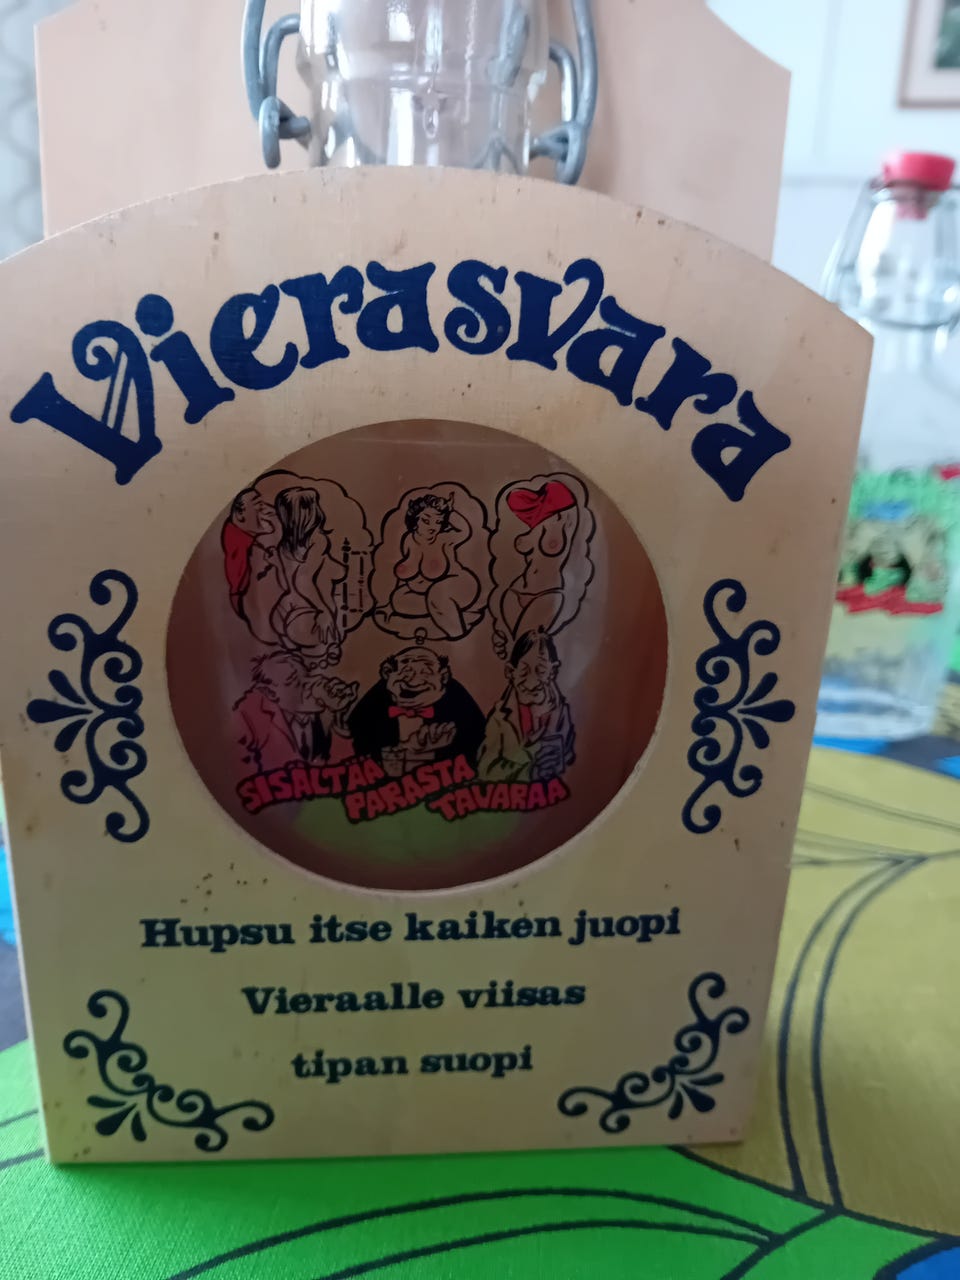 Vierasvara
SISÄLTÄÄ
PARASTA
TAVARAA
Hupsu itse kaiken juopi
Vieraalle viisas
tipan suopi